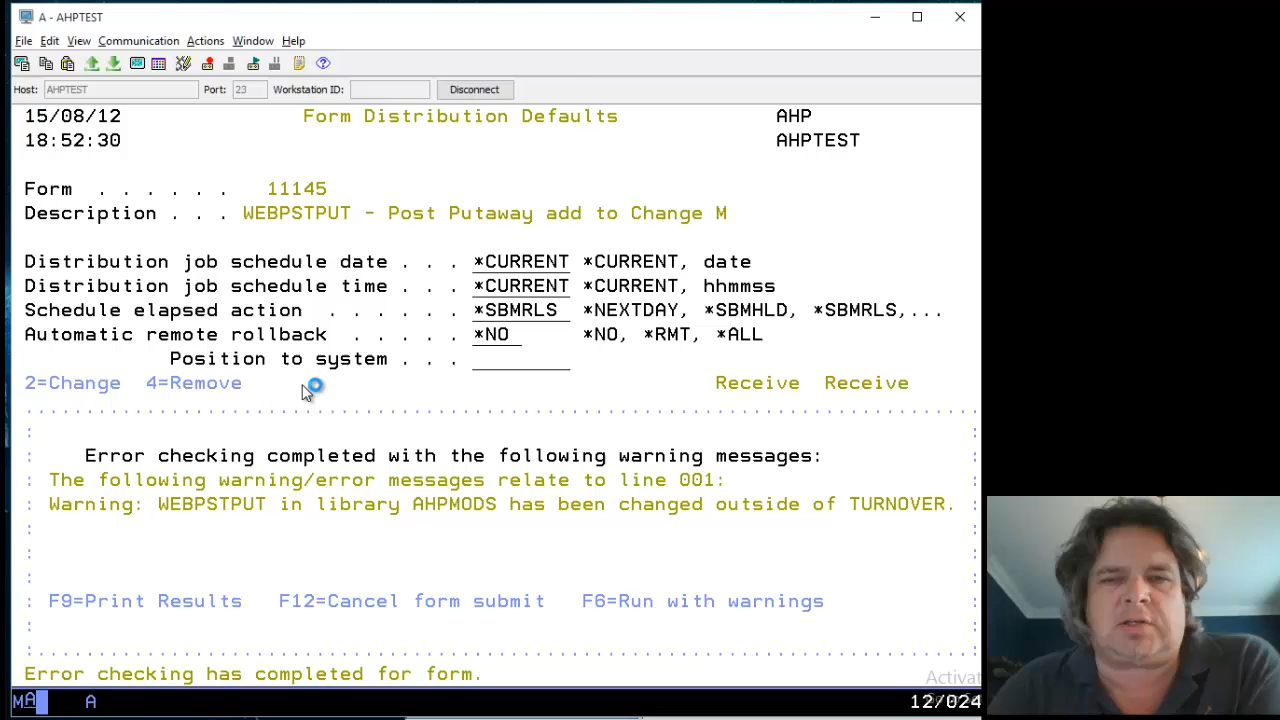 A - AHPTEST
File Edit View Communication Actions Window Help
Host: AHPTEST Port: 23 Workstation ID: Disconnect
15/08/12 Form Distribution Defaults AHP
18:52:30 AHPTEST
Form . . . . . . 11145
Description . . . WEBPSTPUT - Post Putaway add to Change M
Distribution job schedule date . . . *CURRENT *CURRENT, date
Distribution job schedule time . . . *CURRENT *CURRENT, hhmmss
Schedule elapsed action . . . . . . *SBMRLS *NEXTDAY, *SBMHLD, *SBMRLS,...
Automatic remote rollback . . . . . *NO *NO, *RMT, *ALL
Position to system . . .
2=Change 4=Remove Receive Receive
Error checking completed with the following warning messages:
The following warning/error messages relate to line 001:
Warning: WEBPSTPUT in library AHPMODS has been changed outside of TURNOVER.
F9=Print Results F12=Cancel form submit F6=Run with warnings
Error checking has completed for form.
Activat
MA A 12/024